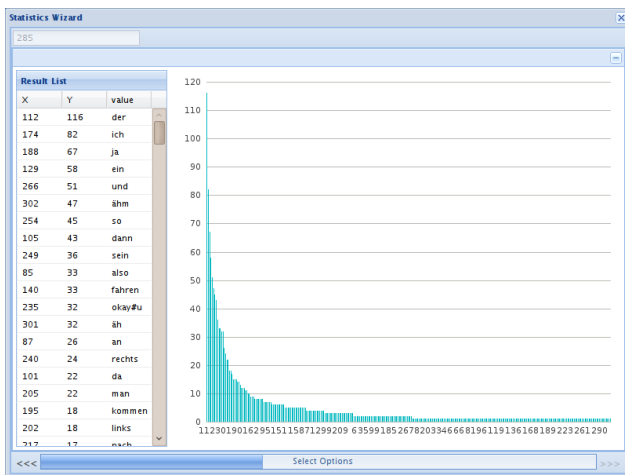 Statistics Wizard
285
Result List
X Y value
112 116 der
174 82 ich
188 67 ja
129 58 ein
266 51 und
302 47 ähm
254 45 so
105 43 dann
249 36 sein
85 33 also
140 33 fahren
235 32 okay#u
301 32 äh
87 26 an
240 24 rechts
101 22 da
205 22 man
195 18 kommen
202 18 links
217 17 nach
120
110
100
90
80
70
60
50
40
30
20
10
0
<<< Select Options >>>